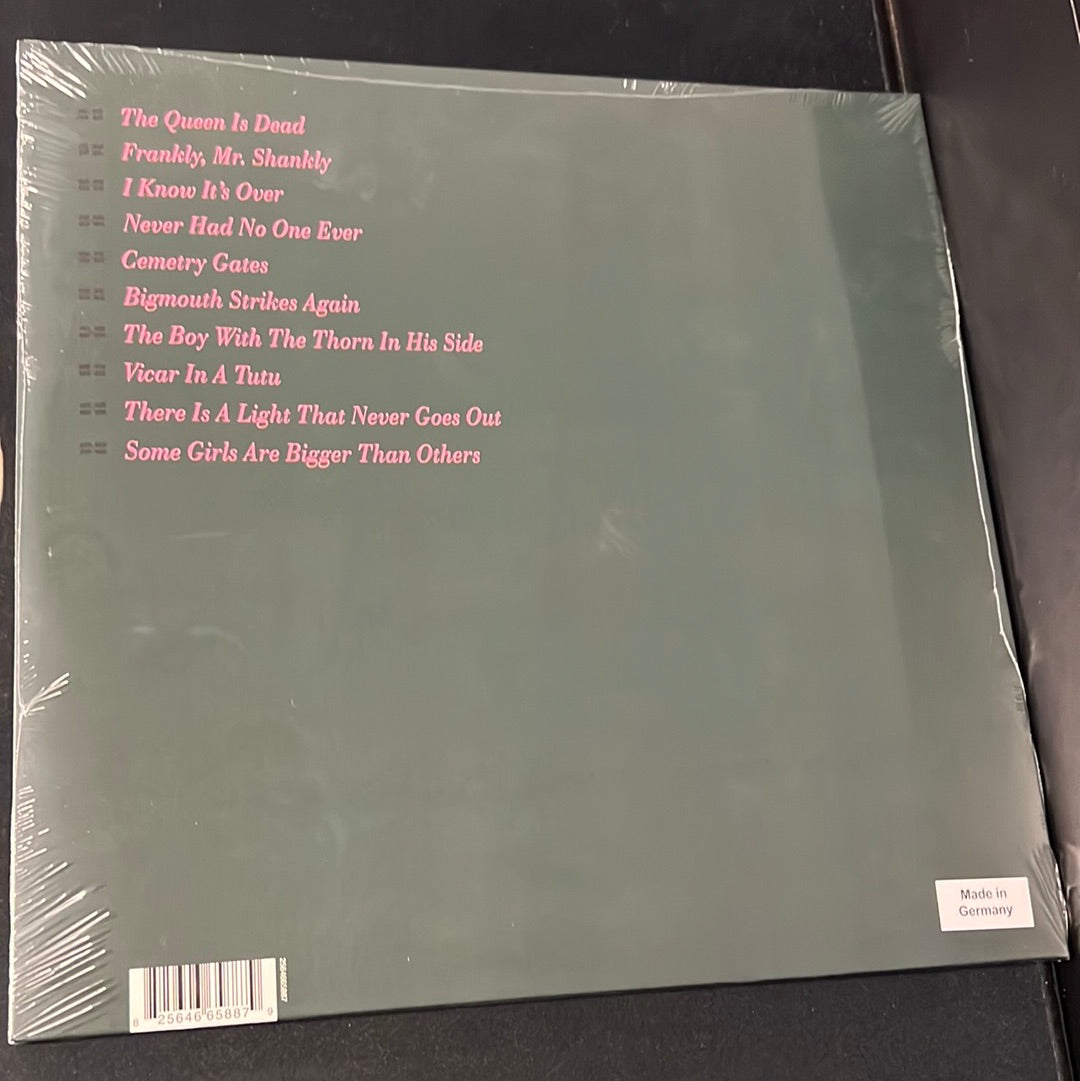 The Queen Is Dead
Frankly, Mr. Shankly
I Know It's Over
Never Had No One Ever
Cemetry Gates
Bigmouth Strikes Again
The Boy With The Thorn In His Side
Vicar In A Tutu
There Is A Light That Never Goes Out
Some Girls Are Bigger Than Others
Made in
Germany
2564665887
8 25646 65887 9